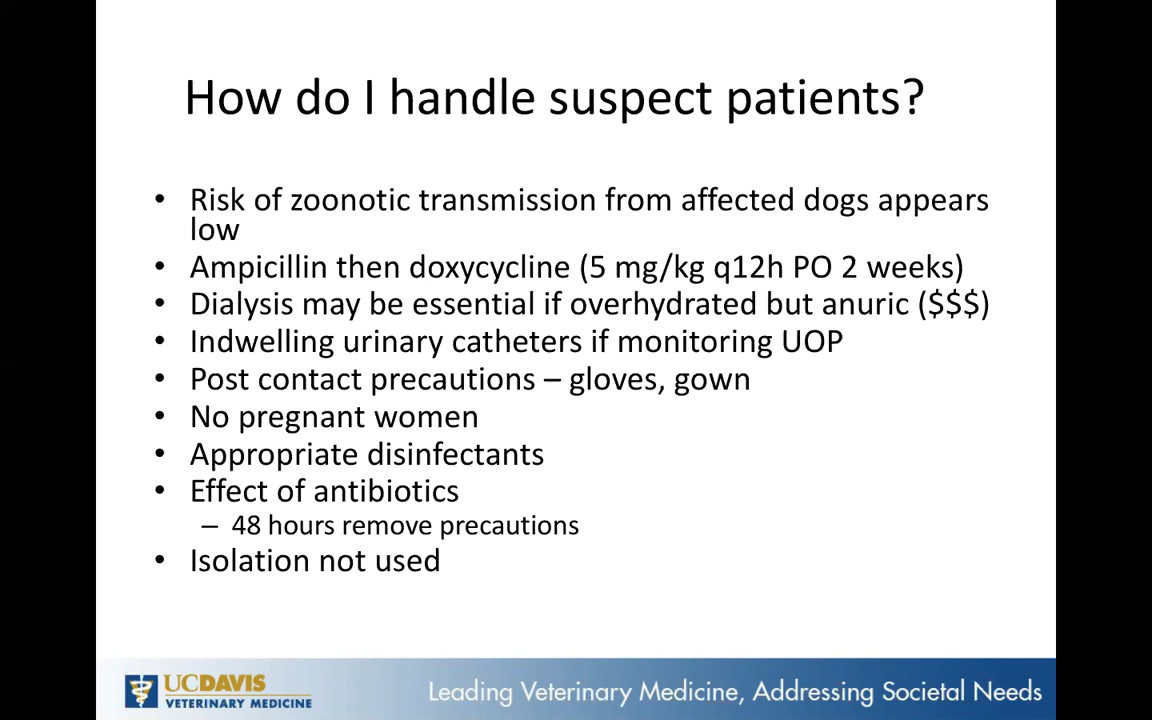 How do I handle suspect patients?
• Risk of zoonotic transmission from affected dogs appears
low
• Ampicillin then doxycycline (5 mg/kg q12h PO 2 weeks)
• Dialysis may be essential if overhydrated but anuric ($$$)
• Indwelling urinary catheters if monitoring UOP
• Post contact precautions – gloves, gown
• No pregnant women
• Appropriate disinfectants
• Effect of antibiotics
– 48 hours remove precautions
• Isolation not used
UCDAVIS
VETERINARY MEDICINE
Leading Veterinary Medicine, Addressing Societal Needs